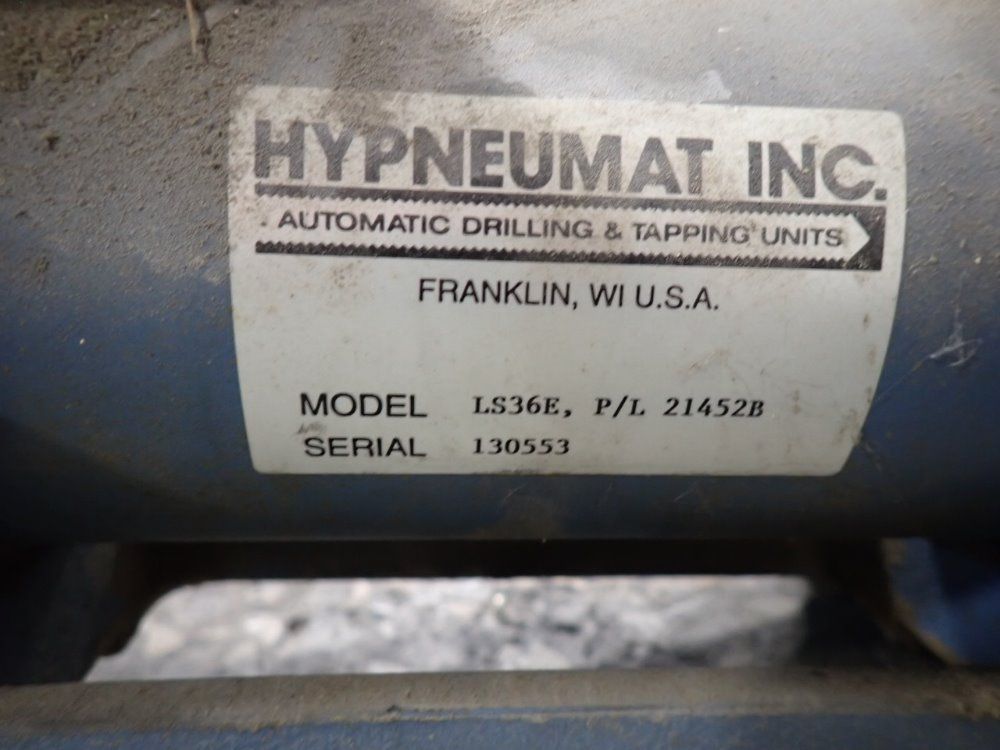 HYPNEUMAT INC.
AUTOMATIC DRILLING & TAPPING UNITS
FRANKLIN, WI U.S.A.
MODEL LS36E, P/L 21452B
SERIAL 130553